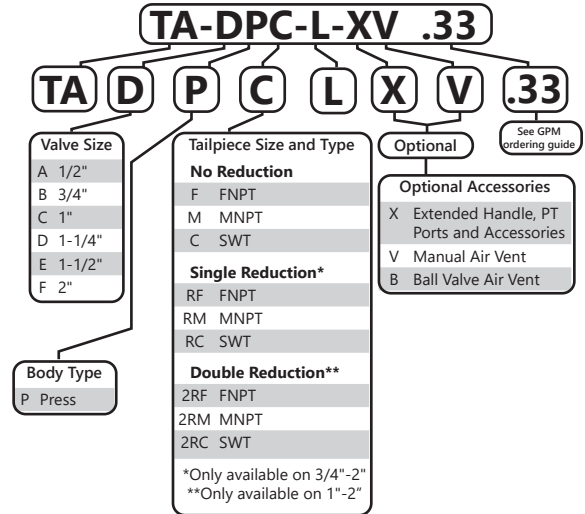 TA-DPC-L-XV .33
TA D P C L X V .33
Valve Size
A 1/2"
B 3/4"
C 1"
D 1-1/4"
E 1-1/2"
F 2"
Body Type
P Press
Tailpiece Size and Type
No Reduction
F FNPT
M MNPT
C SWT
Single Reduction*
RF FNPT
RM MNPT
RC SWT
Double Reduction**
2RF FNPT
2RM MNPT
2RC SWT
*Only available on 3/4"-2"
**Only available on 1"-2"
Optional
Optional Accessories
X Extended Handle, PT
Ports and Accessories
V Manual Air Vent
B Ball Valve Air Vent
See GPM
ordering guide